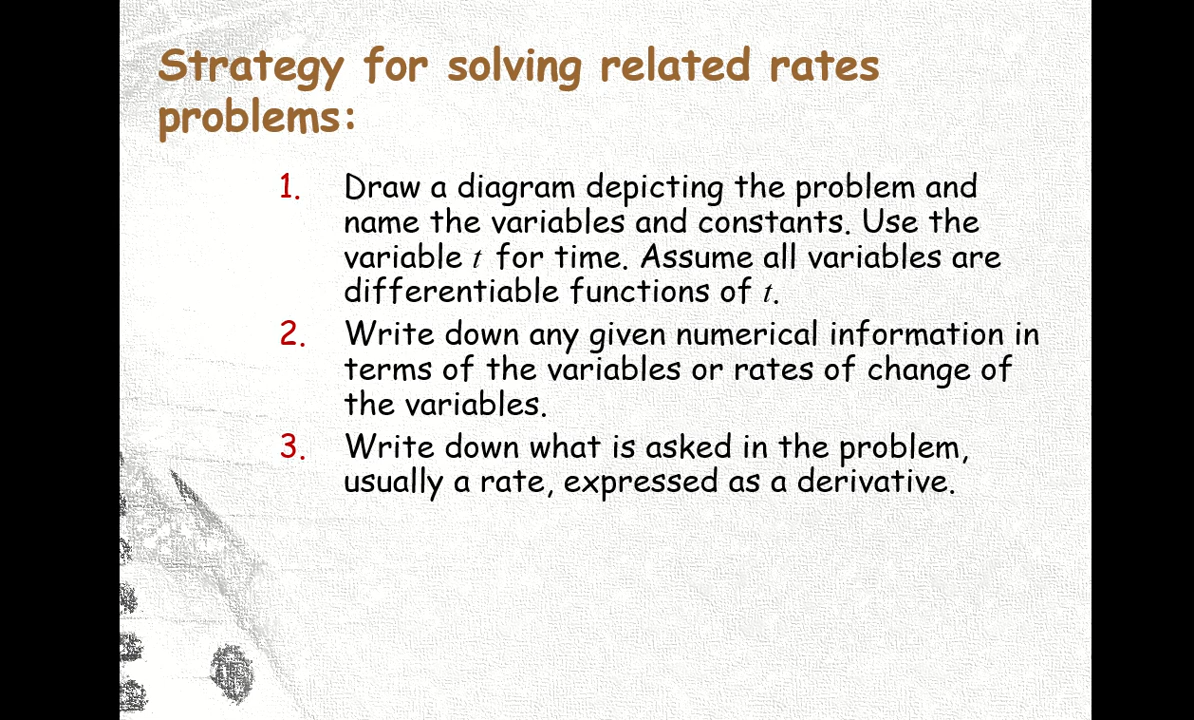 Strategy for solving related rates
problems:
1. Draw a diagram depicting the problem and
name the variables and constants. Use the
variable t for time. Assume all variables are
differentiable functions of t.
2. Write down any given numerical information in
terms of the variables or rates of change of
the variables.
3. Write down what is asked in the problem,
usually a rate, expressed as a derivative.